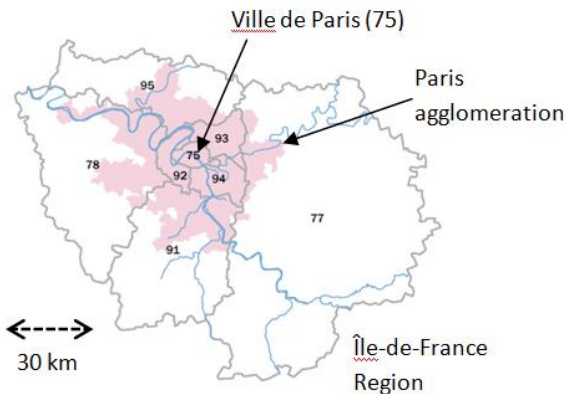 Ville de Paris (75)
Paris
agglomeration
95
93
75
78
92
94
77
91
30 km
Île-de-France
Region